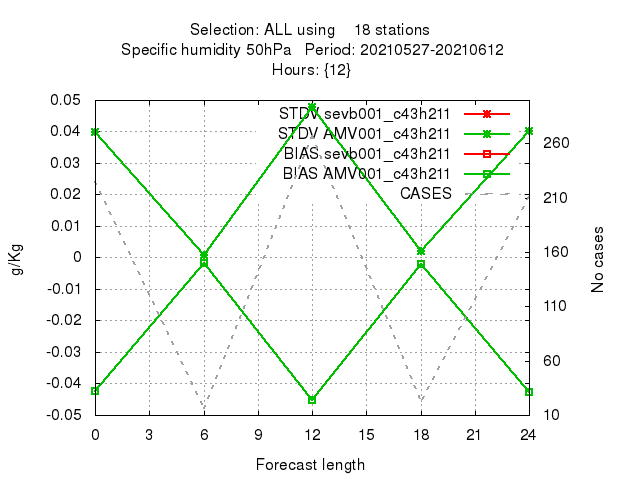 Selection: ALL using 18 stations
Specific humidity 50hPa Period: 20210527-20210612
Hours: {12}
0.05
0.04
0.03
0.02
0.01
0
-0.01
-0.02
-0.03
-0.04
-0.05
g/Kg
STDV sevb001_c43h211
STDV AMV001_c43h211
BIAS sevb001_c43h211
BIAS AMV001_c43h211
CASES
260
210
160
110
60
10
No cases
0 3 6 9 12 15 18 21 24
Forecast length